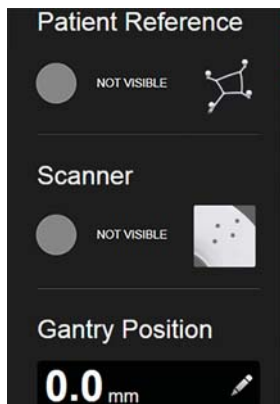 Patient Reference
NOT VISIBLE
Scanner
NOT VISIBLE
Gantry Position
0.0 mm